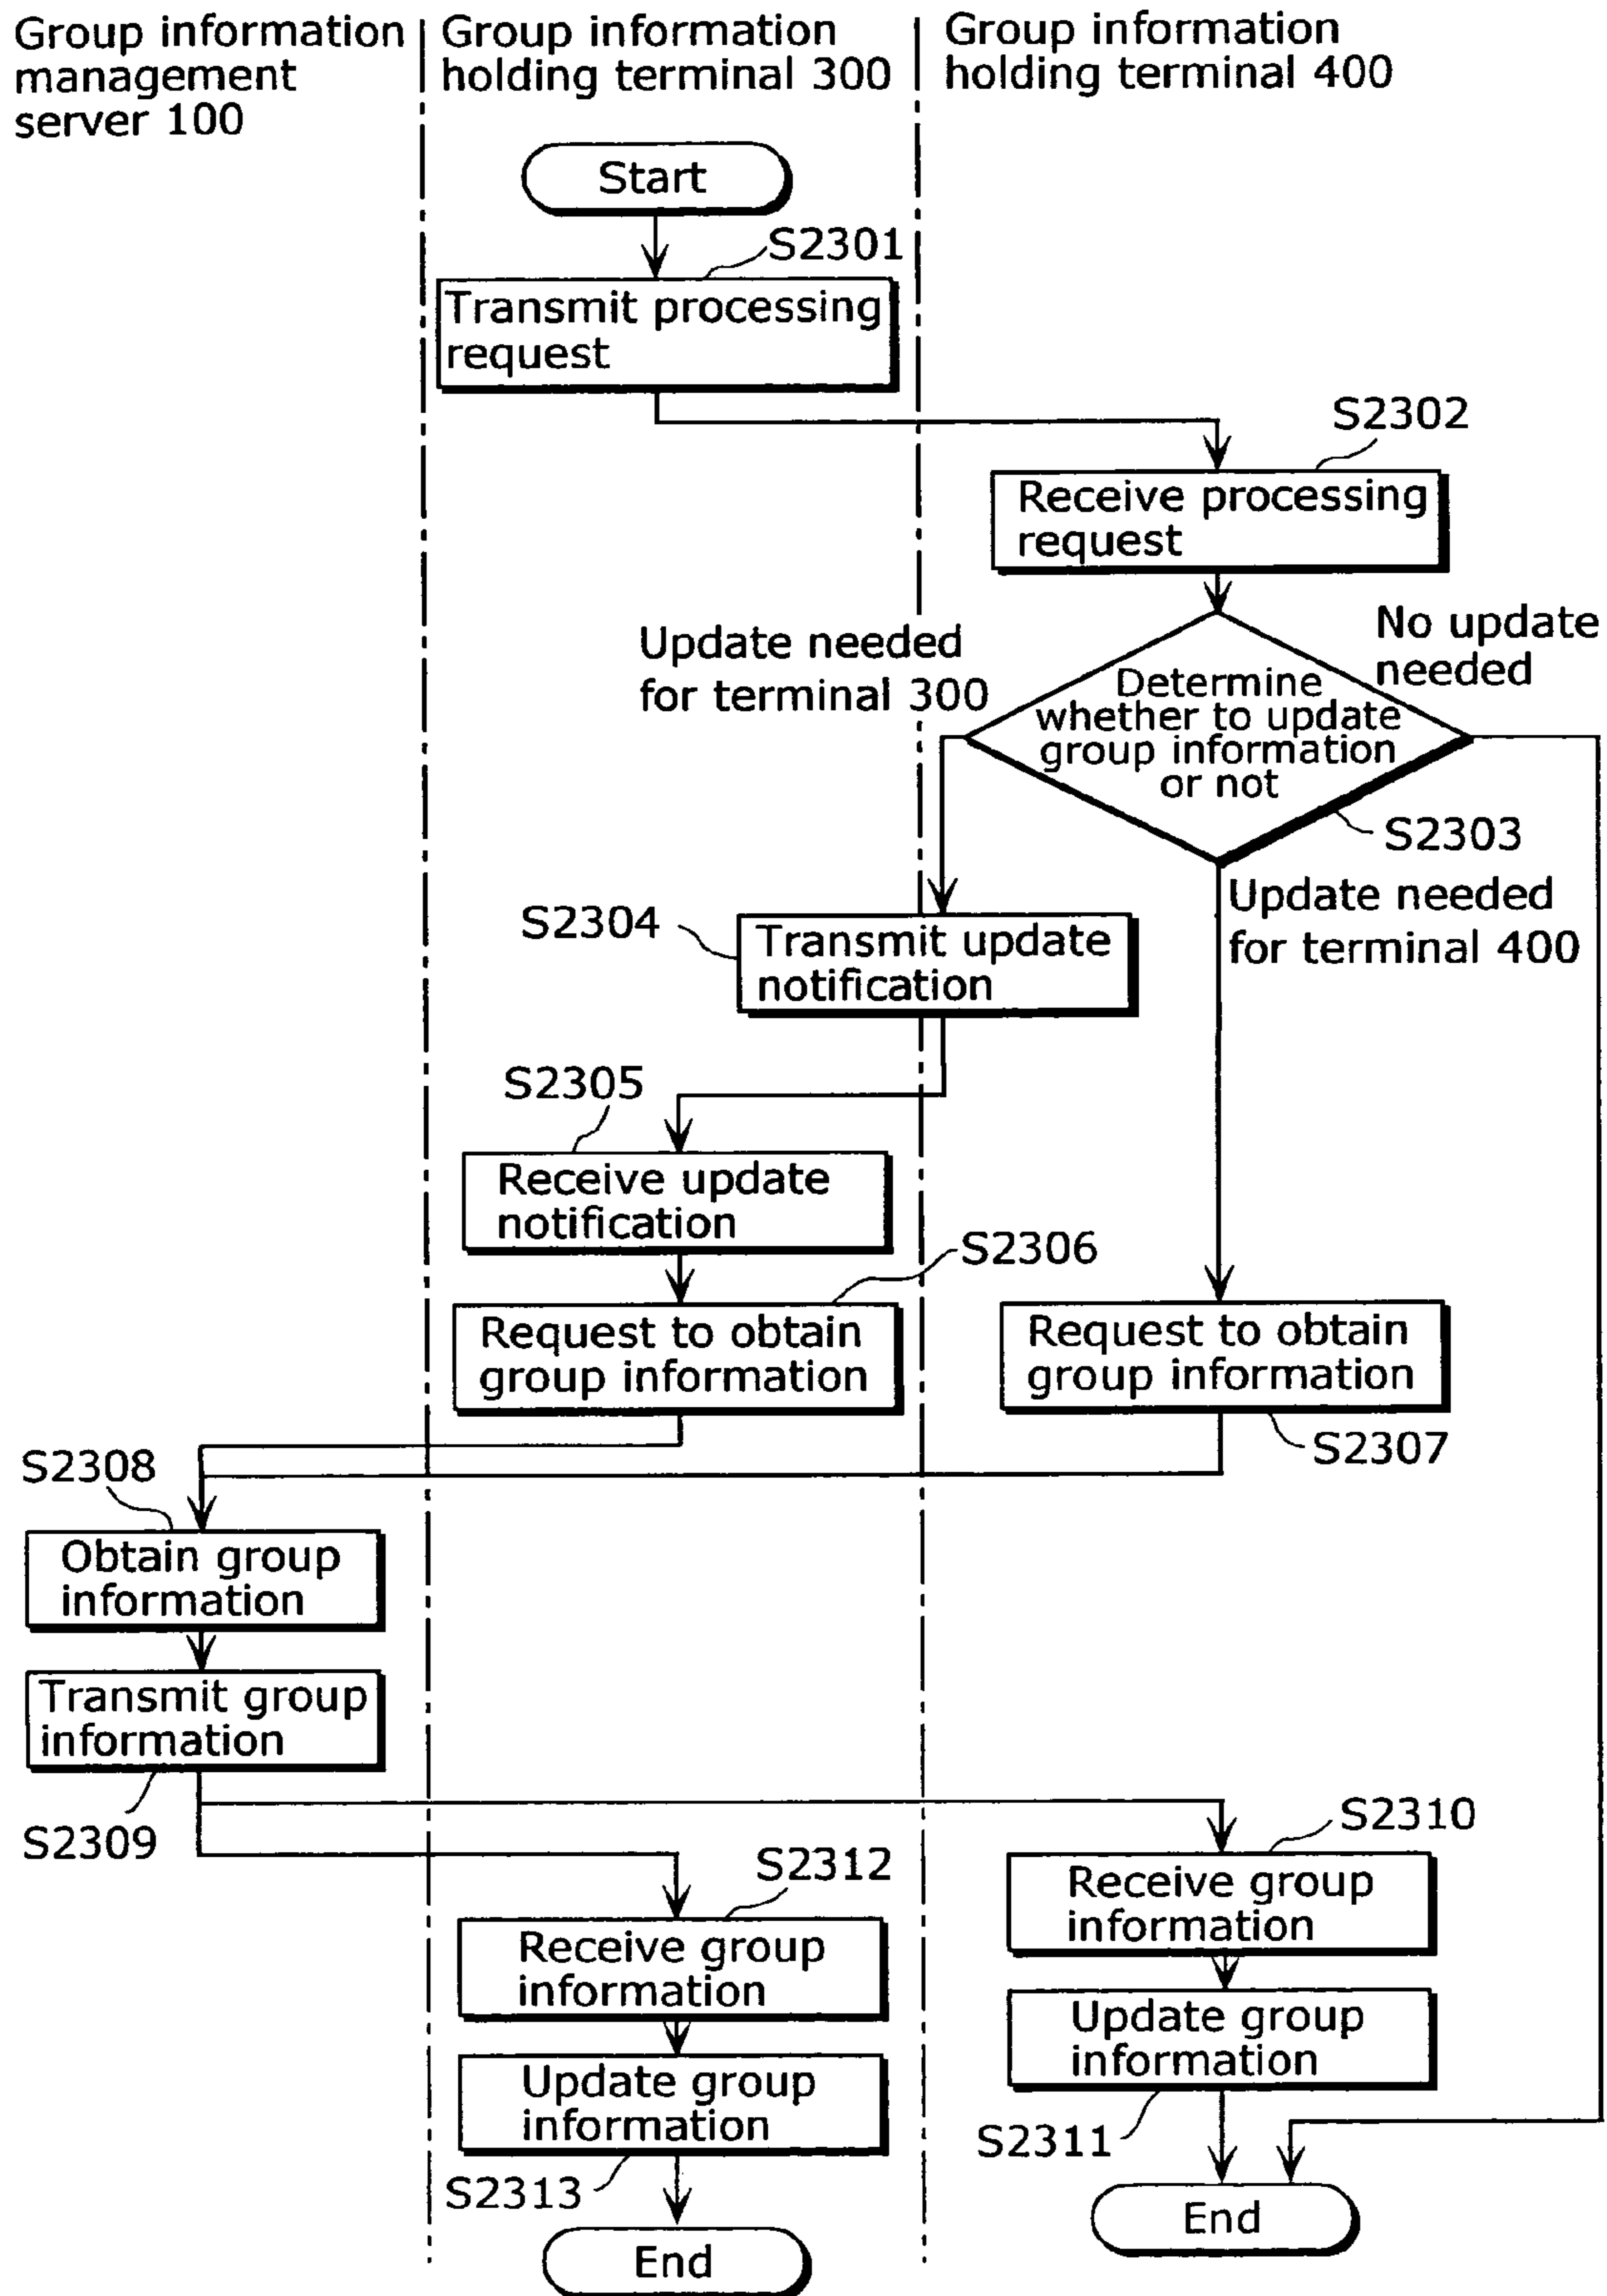 Group information
management
server 100
Group information
holding terminal 300
Group information
holding terminal 400
Start
S2301
Transmit processing
request
S2302
Receive processing
request
Update needed
for terminal 300
No update
needed
Determine
whether to update
group information
or not
S2303
Update needed
for terminal 400
S2304
Transmit update
notification
S2305
Receive update
notification
S2306
Request to obtain
group information
Request to obtain
group information
S2307
S2308
Obtain group
information
Transmit group
information
S2309
S2310
Receive group
information
S2312
Receive group
information
Update group
information
S2311
Update group
information
S2313
End
End